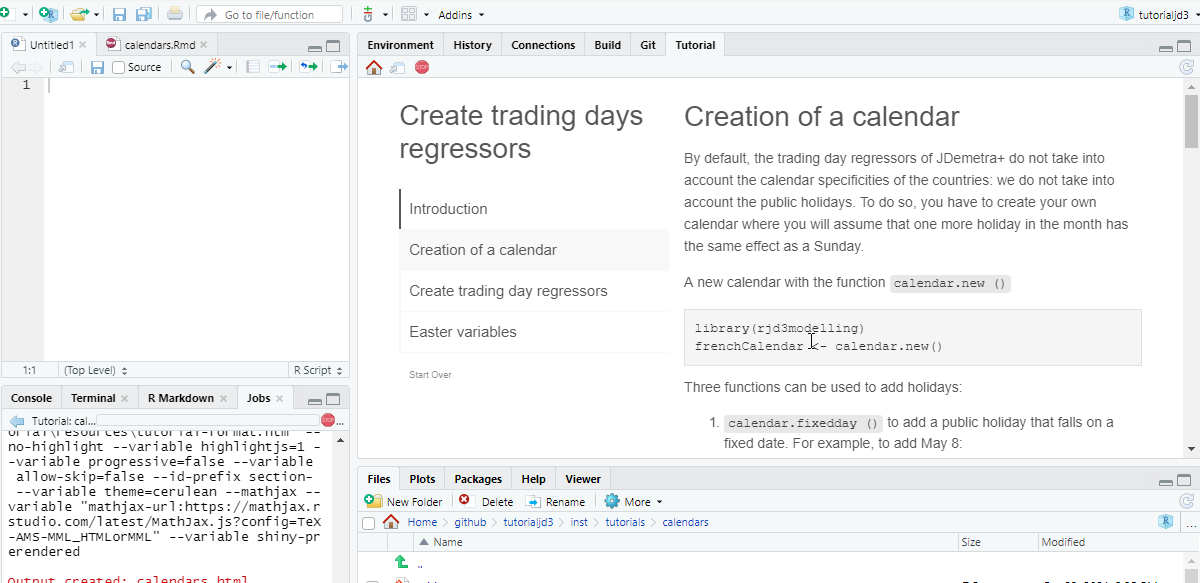 Go to file/function
Addins
tutorialjd3
Untitled1
calendars.Rmd
Source
1
1:1
(Top Level)
R Script
Console
Terminal
R Markdown
Jobs
Tutorial: cal...
no-highlight --variable highlightjs=1 -
-variable progressive=false --variable
allow-skip=false --id-prefix section-
--variable theme=cerulean --mathjax --
variable "mathjax-url:https://mathjax.r
studio.com/latest/MathJax.js?config=TeX
-AMS-MML_HTMLorMML" --variable shiny-pr
erendered
Output created: calendars.html
Environment
History
Connections
Build
Git
Tutorial
STOP
Create trading days
regressors
Introduction
Creation of a calendar
Create trading day regressors
Easter variables
Start Over
Creation of a calendar
By default, the trading day regressors of JDemetra+ do not take into
account the calendar specificities of the countries: we do not take into
account the public holidays. To do so, you have to create your own
calendar where you will assume that one more holiday in the month has
the same effect as a Sunday.
A new calendar with the function calendar.new ()
library(rjd3modelling)
frenchCalendar <- calendar.new()
Three functions can be used to add holidays:
1. calendar.fixedday () to add a public holiday that falls on a
fixed date. For example, to add May 8:
Files
Plots
Packages
Help
Viewer
New Folder
Delete
Rename
More
Home
github
tutorialjd3
inst
tutorials
calendars
...
Name
Size
Modified
..